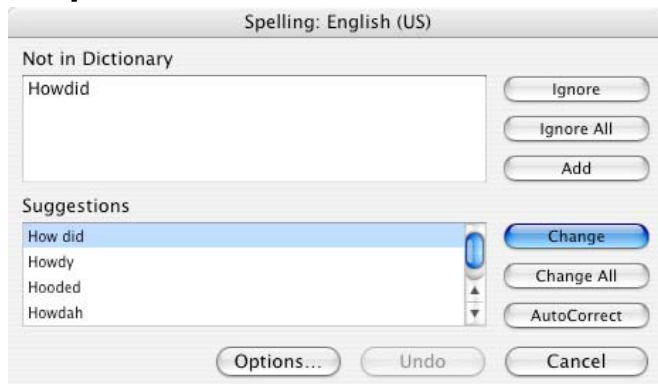 Spelling: English (US)
Not in Dictionary
Howdid
Ignore
Ignore All
Add
Suggestions
How did
Howdy
Hooded
Howdah
Change
Change All
AutoCorrect
Options...
Undo
Cancel